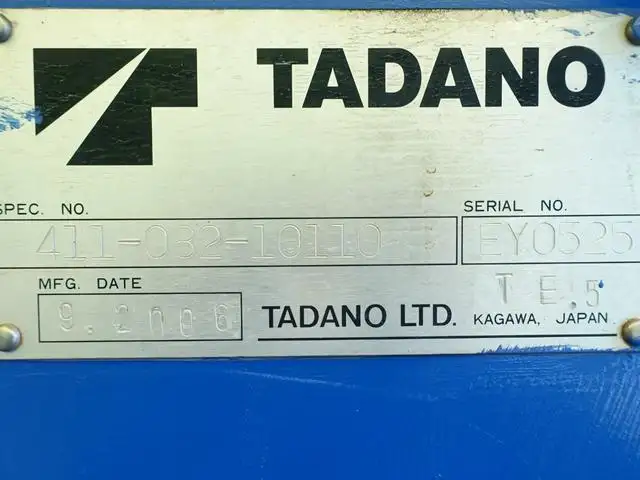 TADANO
SPEC. NO.
SERIAL NO.
411-032-10110
EY0525
MFG. DATE
9.2006
TADANO LTD.
T E.5
KAGAWA, JAPAN